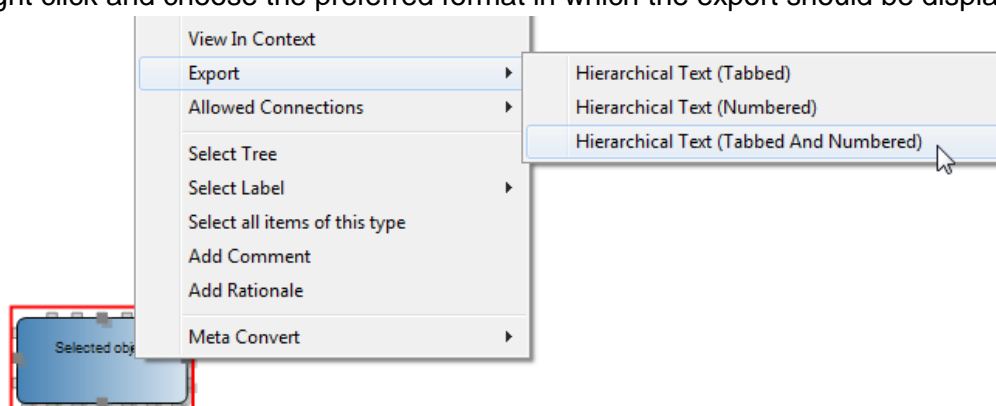 ght click and choose the preferred format in which the export should be displa
View In Context
Export
Allowed Connections
Select Tree
Select Label
Select all items of this type
Add Comment
Add Rationale
Meta Convert
Hierarchical Text (Tabbed)
Hierarchical Text (Numbered)
Hierarchical Text (Tabbed And Numbered)
Selected obj